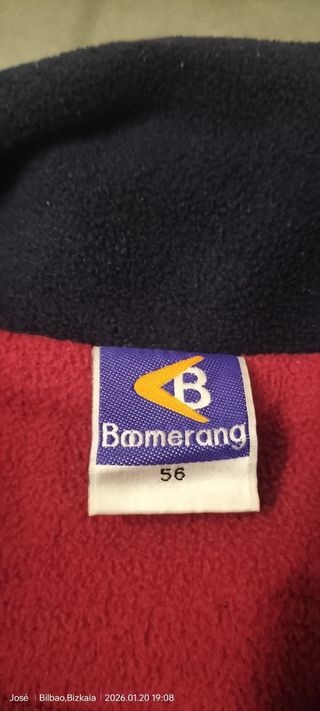 B
Boomerang
56
José | Bilbao,Bizkaia | 2026.01.20 19:08